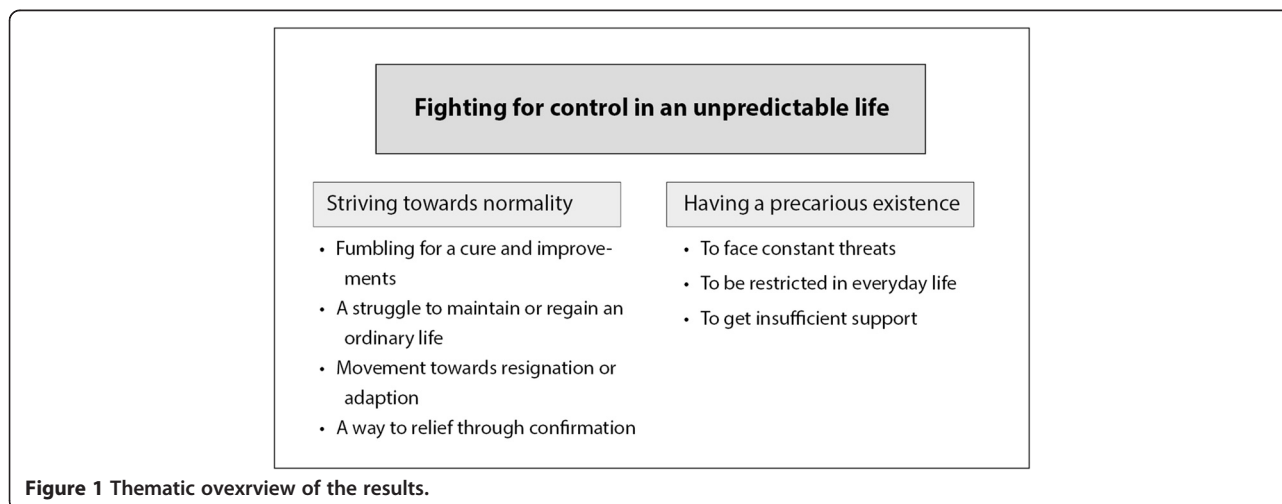 Fighting for control in an unpredictable life
Striving towards normality
• Fumbling for a cure and improve-
ments
• A struggle to maintain or regain an
ordinary life
• Movement towards resignation or
adaption
• A way to relief through confirmation
Having a precarious existence
• To face constant threats
• To be restricted in everyday life
• To get insufficient support
Figure 1 Thematic ovexrview of the results.